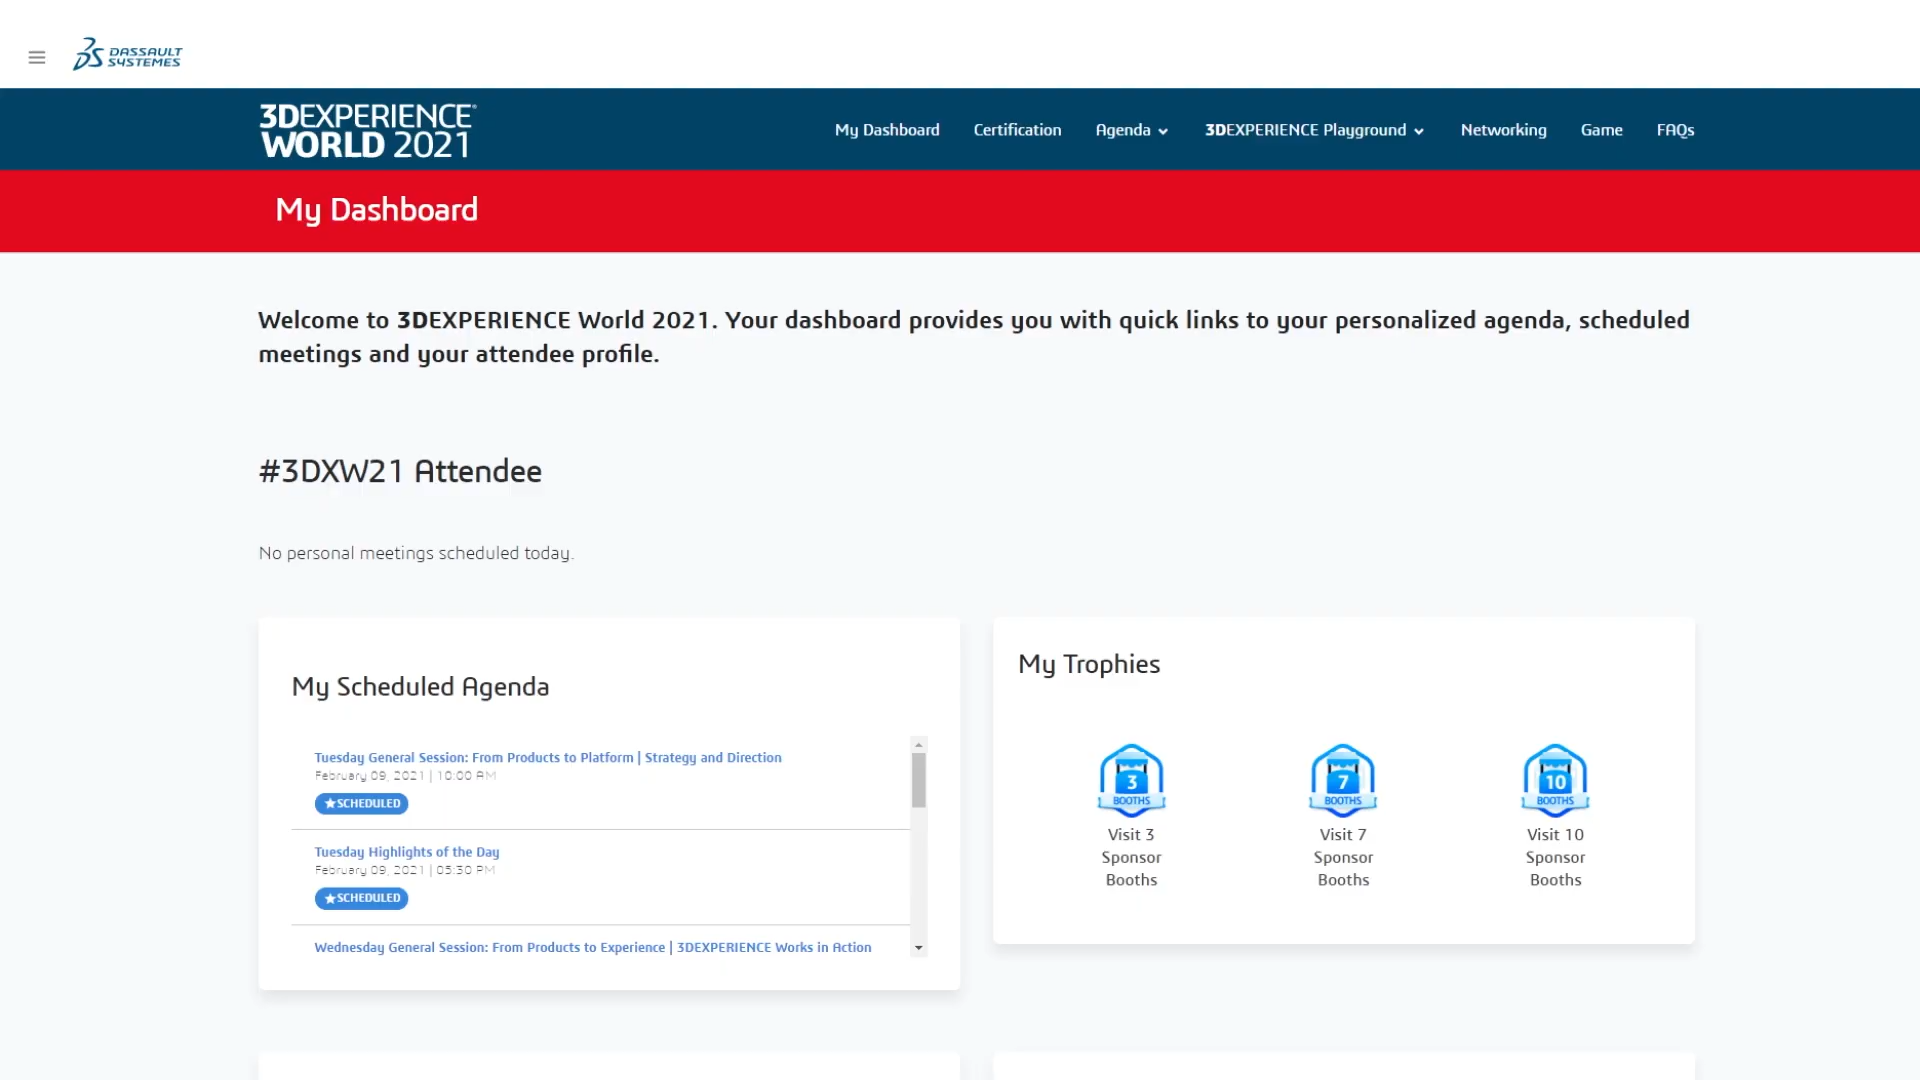 DASSAULT
SYSTEMES
3DEXPERIENCE®
WORLD 2021
My Dashboard
Certification
Agenda
3DEXPERIENCE Playground
Networking
Game
FAQs
My Dashboard
Welcome to 3DEXPERIENCE World 2021. Your dashboard provides you with quick links to your personalized agenda, scheduled
meetings and your attendee profile.
#3DXW21 Attendee
No personal meetings scheduled today.
My Scheduled Agenda
Tuesday General Session: From Products to Platform | Strategy and Direction
February 09, 2021 | 10:00 AM
★SCHEDULED
Tuesday Highlights of the Day
February 09, 2021 | 05:30 PM
★SCHEDULED
Wednesday General Session: From Products to Experience | 3DEXPERIENCE Works in Action
My Trophies
3
BOOTHS
Visit 3
Sponsor
Booths
7
BOOTHS
Visit 7
Sponsor
Booths
10
BOOTHS
Visit 10
Sponsor
Booths